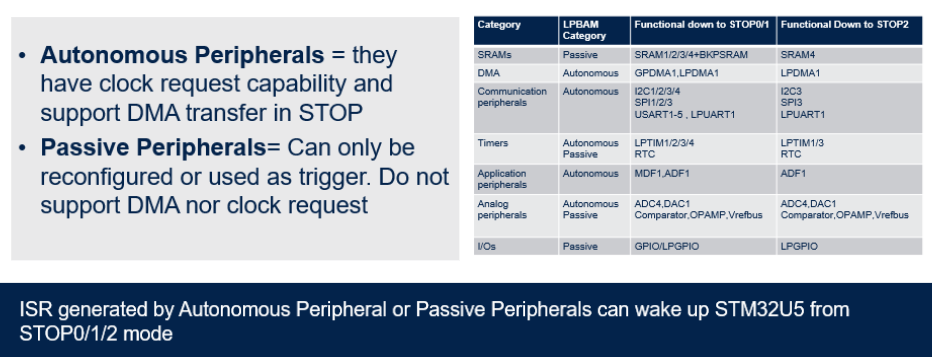 • Autonomous Peripherals = they
have clock request capability and
support DMA transfer in STOP
• Passive Peripherals= Can only be
reconfigured or used as trigger. Do not
support DMA nor clock request
Category LPBAM Category Functional down to STOP0/1 Functional Down to STOP2
SRAMs Passive SRAM1/2/3/4+BKPSRAM SRAM4
DMA Autonomous GPDMA1,LPDMA1 LPDMA1
Communication peripherals Autonomous I2C1/2/3/4 I2C3
SPI1/2/3 SPI3
USART1-5 , LPUART1 LPUART1
Timers Autonomous LPTIM1/2/3/4 LPTIM1/3
Passive RTC RTC
Application peripherals Autonomous MDF1,ADF1 ADF1
Analog peripherals Autonomous ADC4,DAC1 ADC4,DAC1
Passive Comparator,OPAMP,Vrefbus Comparator,OPAMP,Vrefbus
I/Os Passive GPIO/LPGPIO LPGPIO
ISR generated by Autonomous Peripheral or Passive Peripherals can wake up STM32U5 from
STOP0/1/2 mode